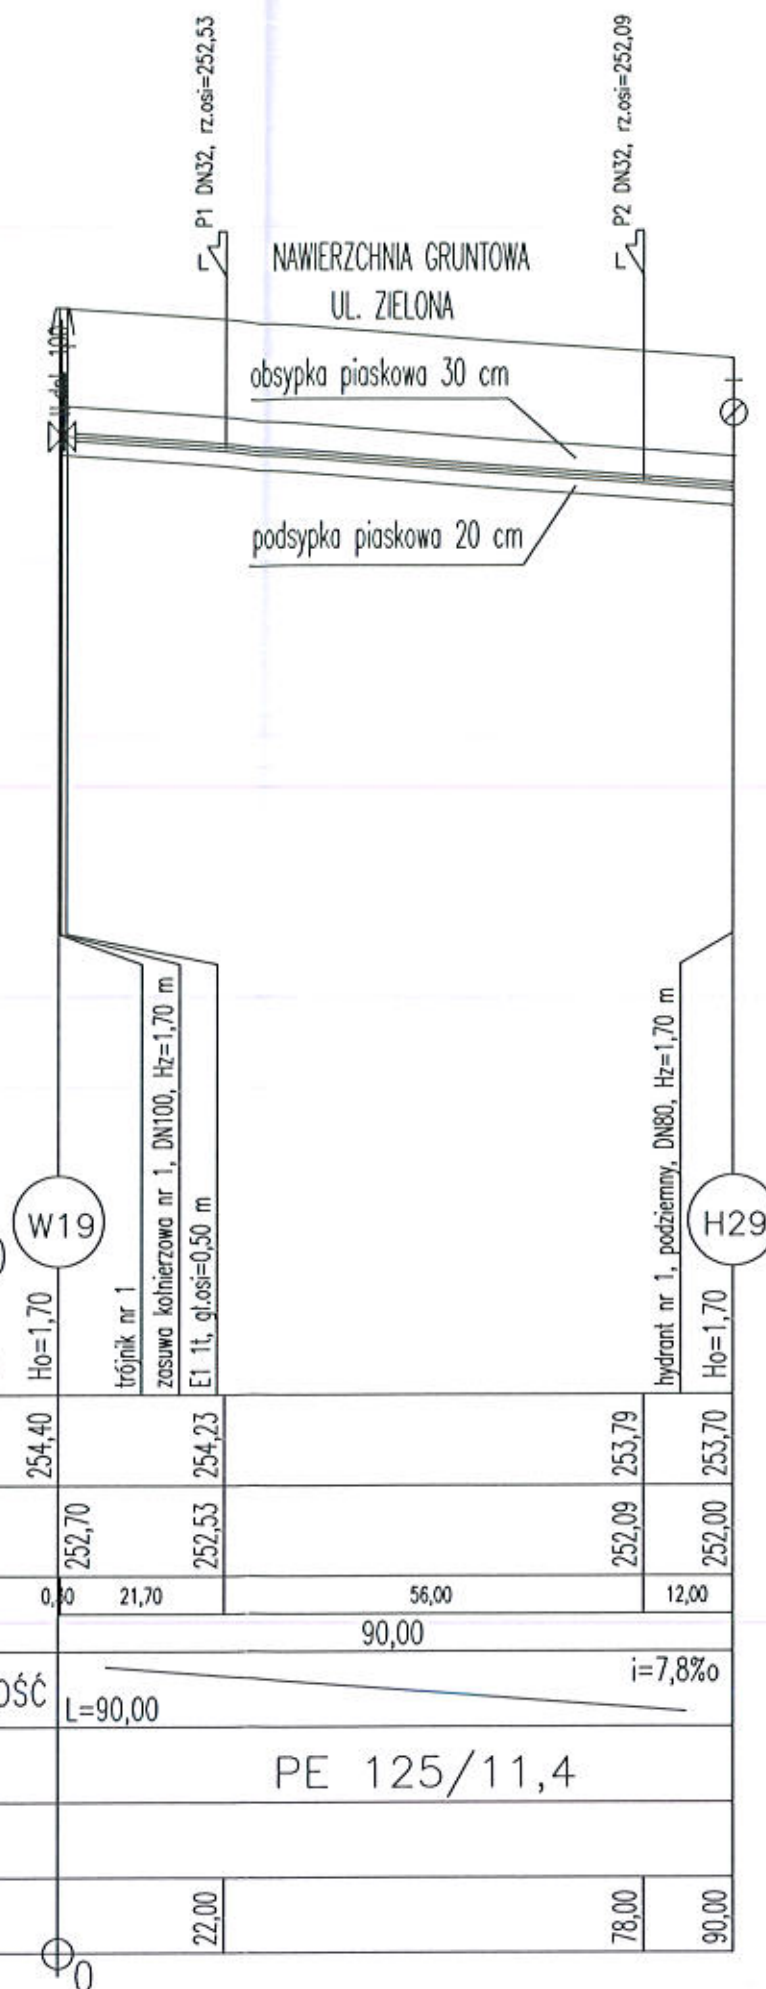 P1 DN32, rz.osi=252,53
P2 DN32, rz.osi=252,09
NAWIERZCHNIA GRUNTOWA
UL. ZIELONA
obsypka piaskowa 30 cm
podsypka piaskowa 20 cm
W19
H29
Ho=1,70
trójnik nr 1
zasuwa kołnierzowa nr 1, DN100, Hz=1,70 m
E1 1t, gł.osi=0,50 m
hydrant nr 1, podziemny, DN80, Hz=1,70 m
Ho=1,70
254,40
254,23
253,79
253,70
252,70
252,53
252,09
252,00
21,70
56,00
12,00
90,00
i=7,8‰
L=90,00
PE 125/11,4
22,00
78,00
90,00
0